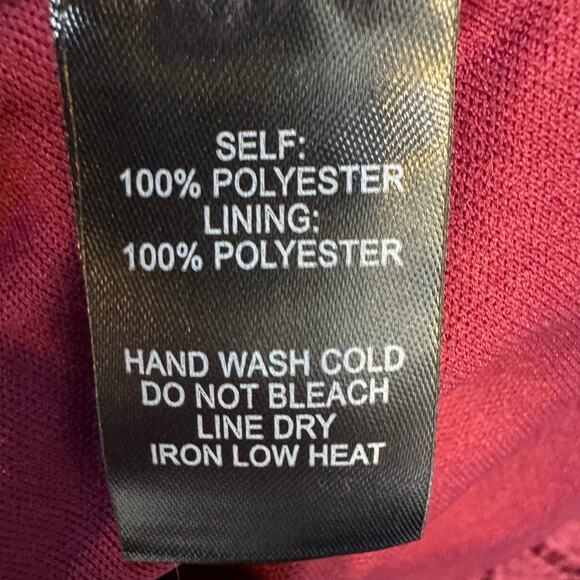 SELF:
100% POLYESTER
LINING:
100% POLYESTER
HAND WASH COLD
DO NOT BLEACH
LINE DRY
IRON LOW HEAT